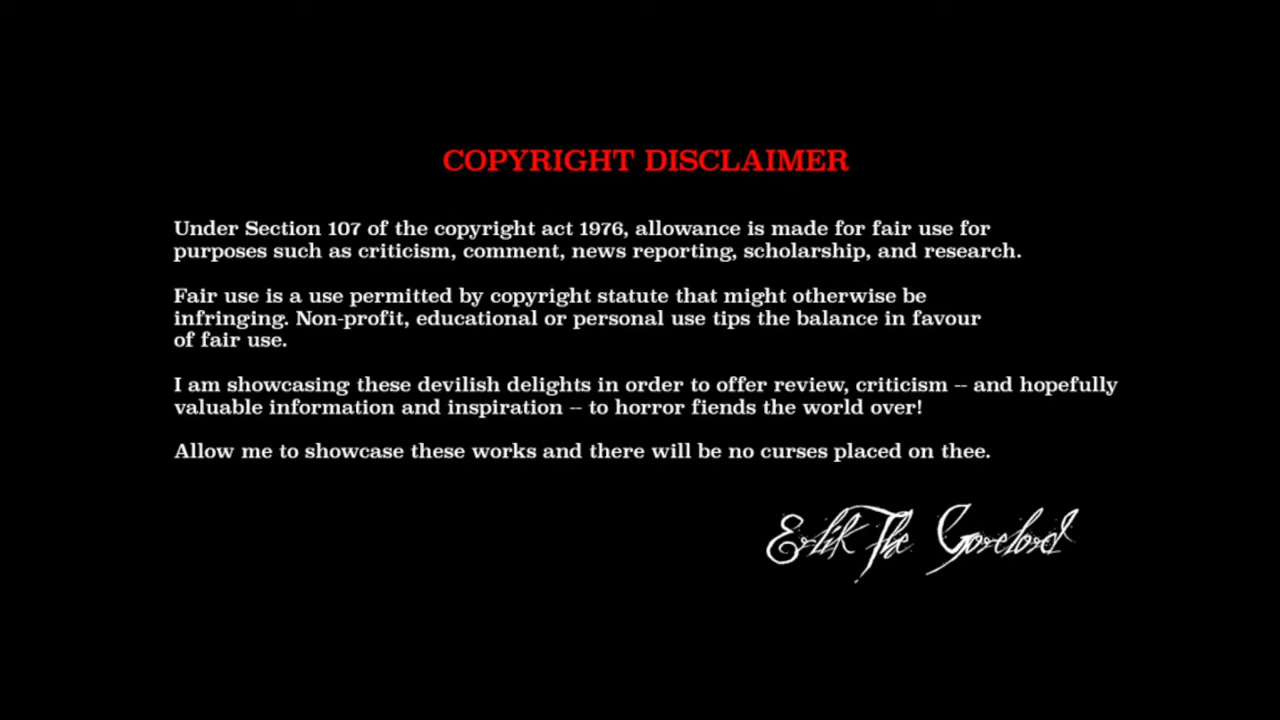 COPYRIGHT DISCLAIMER
Under Section 107 of the copyright act 1976, allowance is made for fair use for
purposes such as criticism, comment, news reporting, scholarship, and research.
Fair use is a use permitted by copyright statute that might otherwise be
infringing. Non-profit, educational or personal use tips the balance in favour
of fair use.
I am showcasing these devilish delights in order to offer review, criticism -- and hopefully
valuable information and inspiration -- to horror fiends the world over!
Allow me to showcase these works and there will be no curses placed on thee.
Erlik The Gorelord